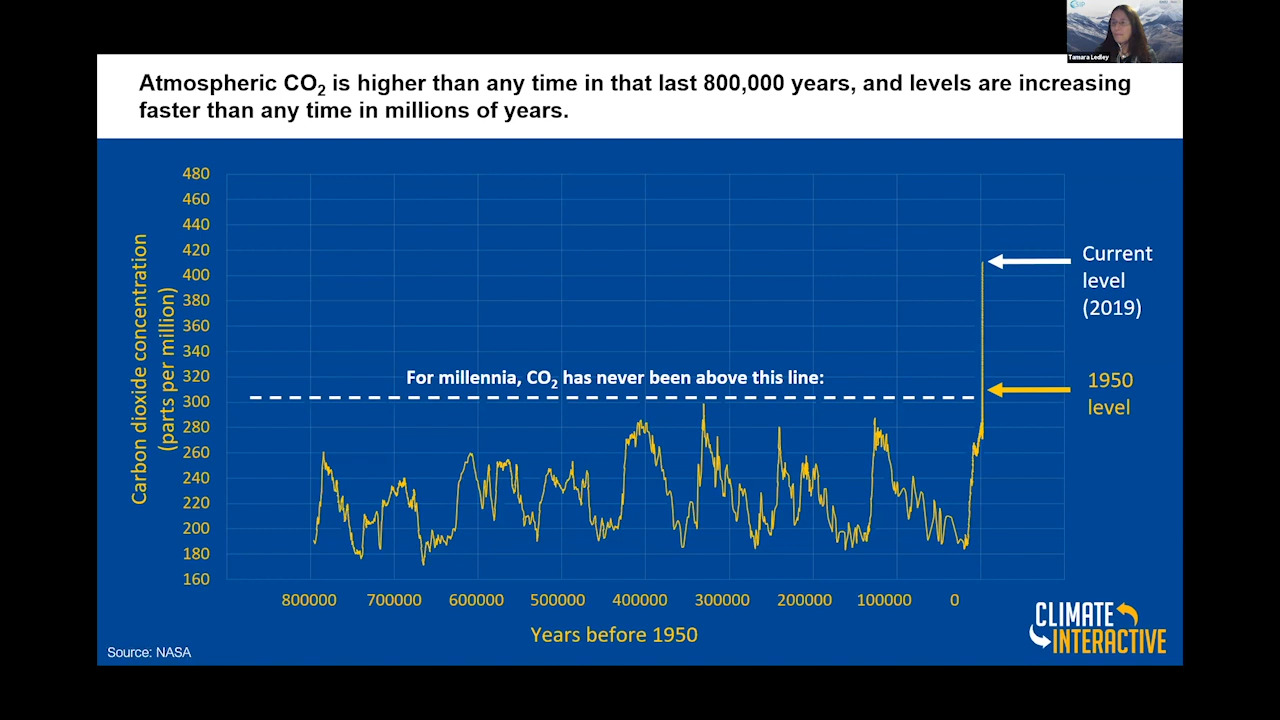 Tamara Ledley
Atmospheric CO₂ is higher than any time in that last 800,000 years, and levels are increasing
faster than any time in millions of years.
Carbon dioxide concentration
(parts per million)
480
460
440
420
400
380
360
340
320
300
280
260
240
220
200
180
160
For millennia, CO₂ has never been above this line:
Current
level
(2019)
1950
level
800000 700000 600000 500000 400000 300000 200000 100000 0
Years before 1950
Source: NASA
CLIMATE
INTERACTIVE